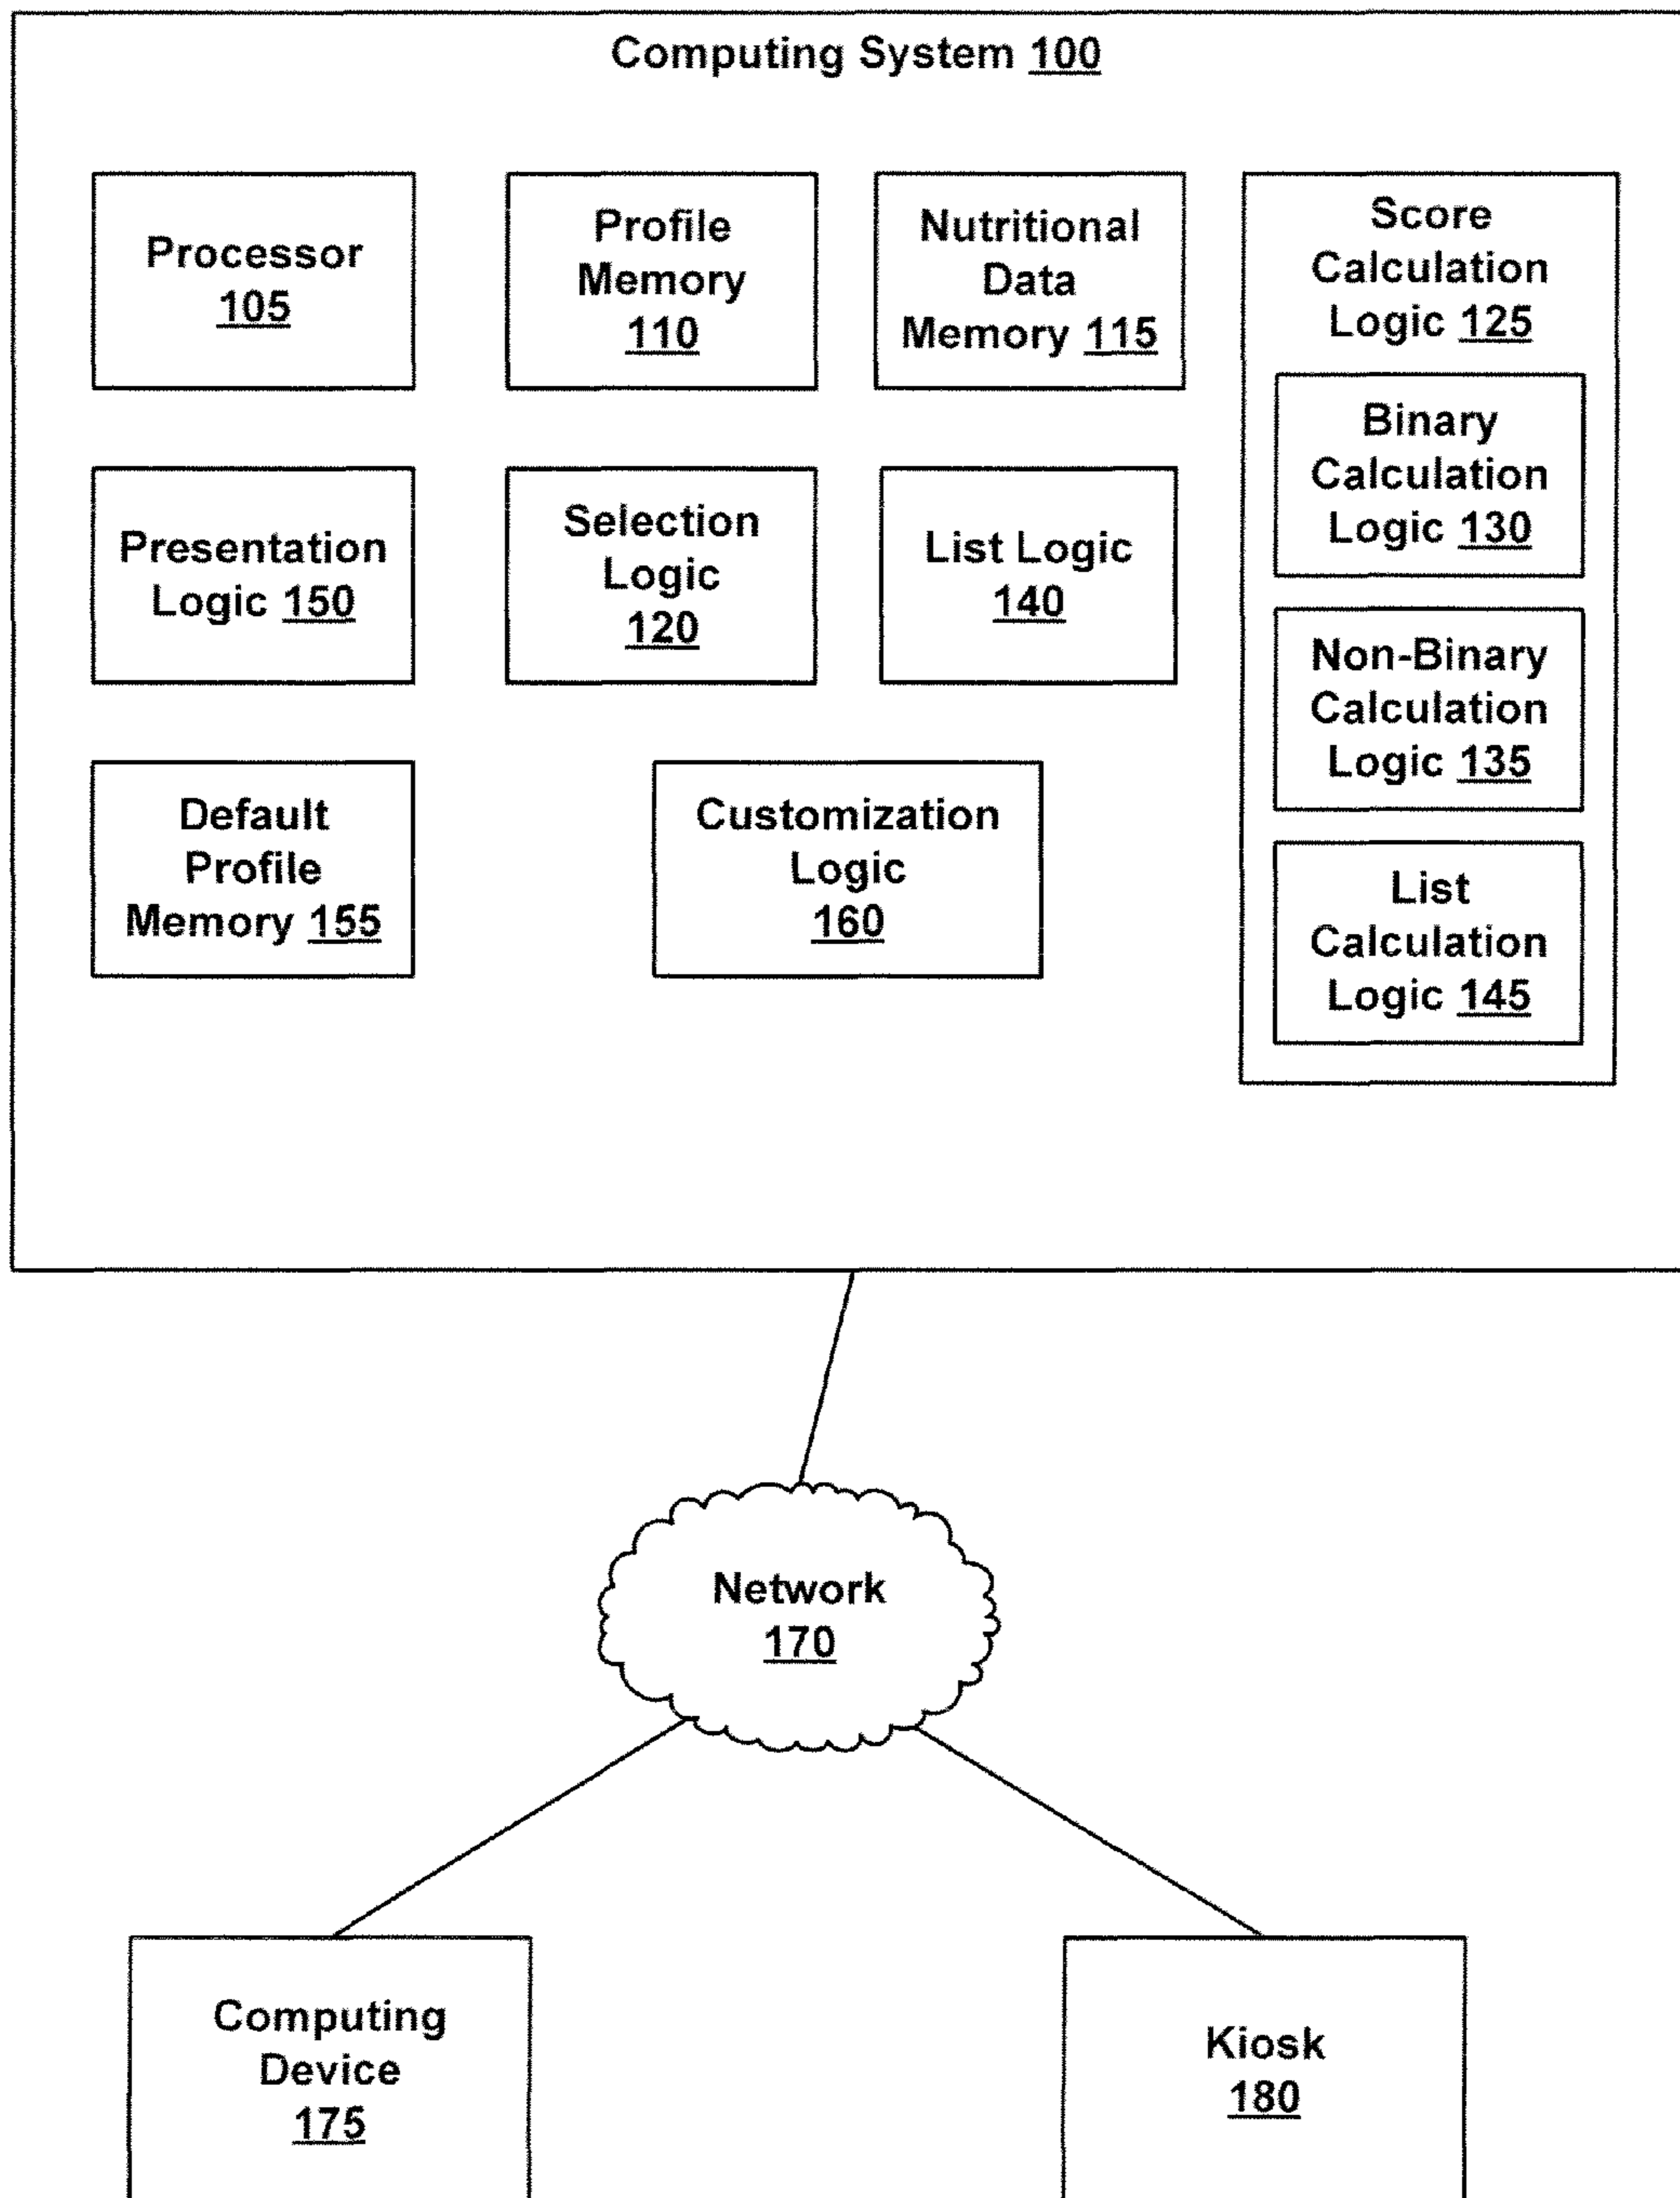 Computing System 100
Processor
105
Profile
Memory
110
Nutritional
Data
Memory 115
Score
Calculation
Logic 125
Binary
Calculation
Logic 130
Non-Binary
Calculation
Logic 135
List
Calculation
Logic 145
Presentation
Logic 150
Selection
Logic
120
List Logic
140
Default
Profile
Memory 155
Customization
Logic
160
Network
170
Computing
Device
175
Kiosk
180